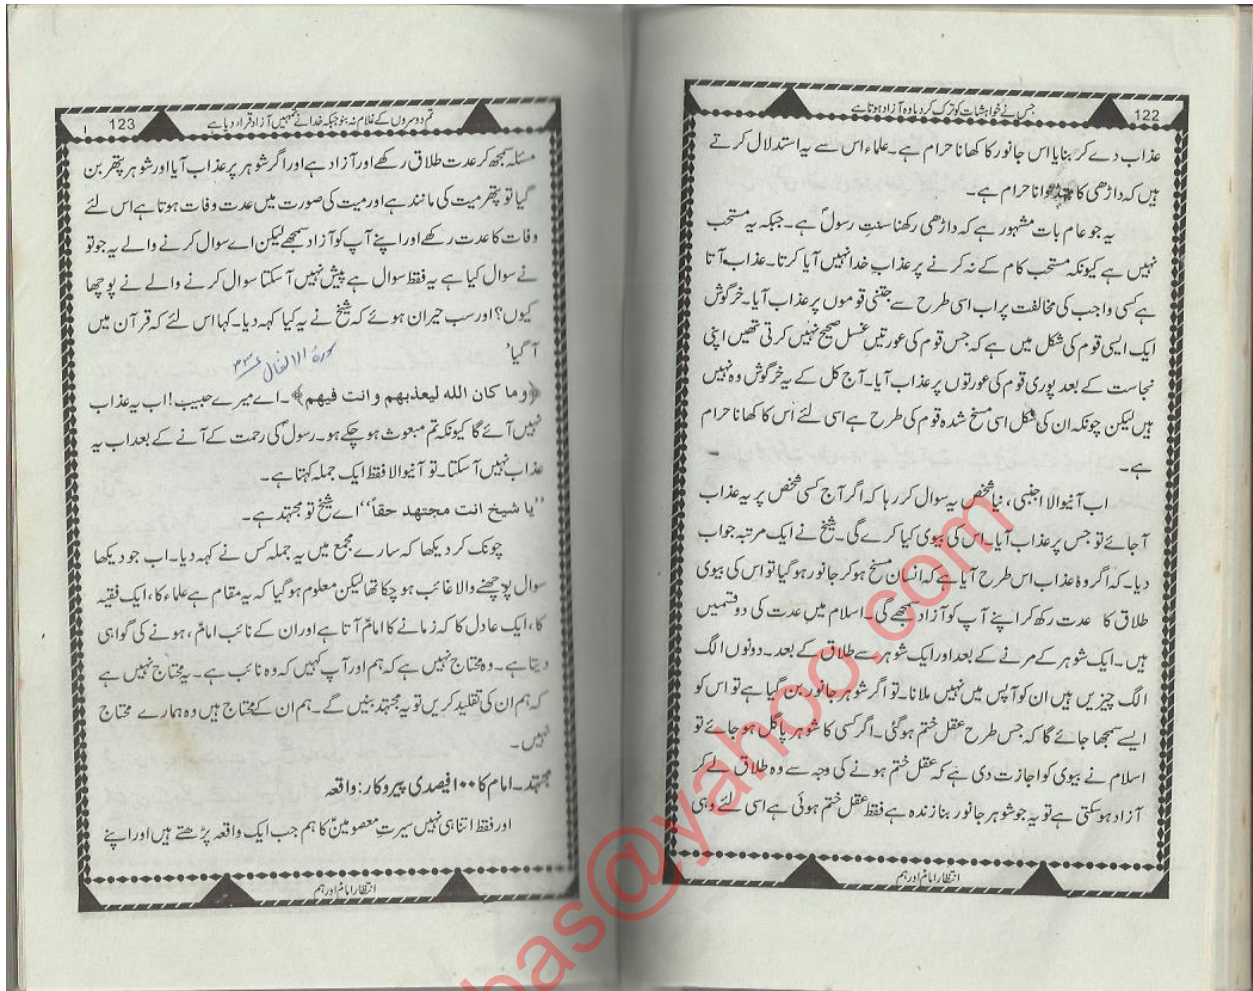 122
جس نے خواہشات کو ترک کر دیا وہ آزاد ہوتا ہے
عذاب دے کر بنایا اس جانور کا کھانا حرام ہے۔ علماء اس سے یہ استدلال کرتے
ہیں کہ داڑھی کا منڈوانا حرام ہے۔
یہ جو عام بات مشہور ہے کہ داڑھی رکھنا سنتِ رسولؐ ہے۔ جبکہ یہ مستحب
نہیں ہے کیونکہ مستحب کام کے نہ کرنے پر عذاب خدا نہیں آیا کرتا۔ عذاب آتا
ہے کسی واجب کی مخالفت پر اب اسی طرح سے جتنی قوموں پر عذاب آیا۔ خرگوش
ایک ایسی قوم کی شکل میں ہے کہ جس قوم کی عورتیں غسل صحیح نہیں کرتی تھیں اپنی
نجاست کے بعد پوری قوم کی عورتوں پر عذاب آیا۔ آج کل کے یہ خرگوش وہ نہیں
ہیں لیکن چونکہ ان کی شکل اسی مسخ شدہ قوم کی طرح ہے اسی لئے اُس کا کھانا حرام
ہے۔
اب آنیوالا اجنبی، نیا شخص یہ سوال کر رہا کہ اگر آج کسی شخص پر یہ عذاب
آ جائے تو جس پر عذاب آیا۔ اس کی بیوی کیا کرے گی۔ شیخ نے ایک مرتبہ جواب
دیا۔ کہ اگر وہ عذاب اس طرح آیا ہے کہ انسان مسخ ہو کر جانور ہو گیا تو اس کی بیوی
طلاق کا عدت رکھ کر اپنے آپ کو آزاد سمجھے گی۔ اسلام میں عدت کی دو قسمیں
ہیں۔ ایک شوہر کے مرنے کے بعد اور ایک شوہر سے طلاق کے بعد۔ دونوں الگ
الگ چیزیں ہیں ان کو آپس میں نہیں ملانا۔ تو اگر شوہر جانور بن گیا ہے تو اس کو
ایسے سمجھا جائے گا کہ جس طرح عقل ختم ہو گئی۔ اگر کسی کا شوہر پاگل ہو جائے تو
اسلام نے بیوی کو اجازت دی ہے کہ عقل ختم ہونے کی وجہ سے وہ طلاق لے کر
آزاد ہو سکتی ہے تو یہ جو شوہر جانور بنا زندہ ہے فقط عقل ختم ہوئی ہے اسی لئے وہی
انتظار امامؑ اور ہم
123
تم دوسروں کے غلام نہ بنو جبکہ خدا نے تمہیں آزاد قرار دیا ہے
مسئلہ سمجھ کر عدت طلاق رکھے اور آزاد ہے اور اگر شوہر پر عذاب آیا اور شوہر پتھر بن
گیا تو پتھر میت کی مانند ہے اور میت کی صورت میں عدت وفات ہوتا ہے اس لئے
وفات کا عدت رکھے اور اپنے آپ کو آزاد سمجھے لیکن اے سوال کرنے والے یہ جو تو
نے سوال کیا ہے یہ فقط سوال ہے پیش نہیں آ سکتا سوال کرنے والے نے پوچھا
کیوں؟ اور سب حیران ہوئے کہ شیخ نے یہ کیا کہہ دیا۔ کہا اس لئے کہ قرآن میں
آ گیا'
سورۃ الانفال ۳۳
﴿وما كان الله ليعذبهم وانت فيهم﴾۔ اے میرے حبیب! اب یہ عذاب
نہیں آئے گا کیونکہ تم مبعوث ہو چکے ہو۔ رسولؐ کی رحمت کے آنے کے بعد اب یہ
عذاب نہیں آ سکتا۔ تو آنیوالا فقط ایک جملہ کہتا ہے۔
"یا شیخ انت مجتهد حقاً" اے شیخ تو مجتہد ہے۔
چونک کر دیکھا کہ سارے مجمع میں یہ جملہ کس نے کہہ دیا۔ اب جو دیکھا
سوال پوچھنے والا غائب ہو چکا تھا لیکن معلوم ہو گیا کہ یہ مقام ہے علماء کا، ایک فقیہ
کا، ایک عادل کا کہ زمانے کا امامؑ آتا ہے اور ان کے نائب امامؑ، ہونے کی گواہی
دیتا ہے۔ وہ محتاج نہیں ہے کہ ہم اور آپ کہیں کہ وہ نائب ہے۔ یہ محتاج نہیں ہے
کہ ہم ان کی تقلید کریں تو یہ مجتہد بنیں گے۔ ہم ان کے محتاج ہیں وہ ہمارے محتاج
نہیں۔
مجتہد۔ امام کا ۱۰۰ فیصدی پیروکار: واقعہ
اور فقط اتنا ہی نہیں سیرتِ معصومینؑ کا ہم جب ایک واقعہ پڑھتے ہیں اور اپنے
انتظار امامؑ اور ہم
bas@yahoo.com